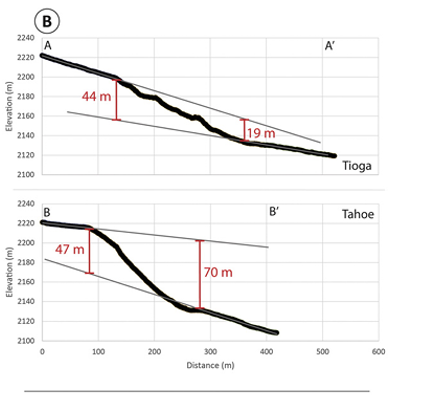 B
2240
A
A'
2220
2200
2180
44 m
2160
2140
19 m
2120
2100
Tioga
Elevation (m)
2240
B
B'
Tahoe
2220
2200
47 m
2180
70 m
2160
2140
2120
2100
Elevation (m)
0 100 200 300 400 500 600
Distance (m)